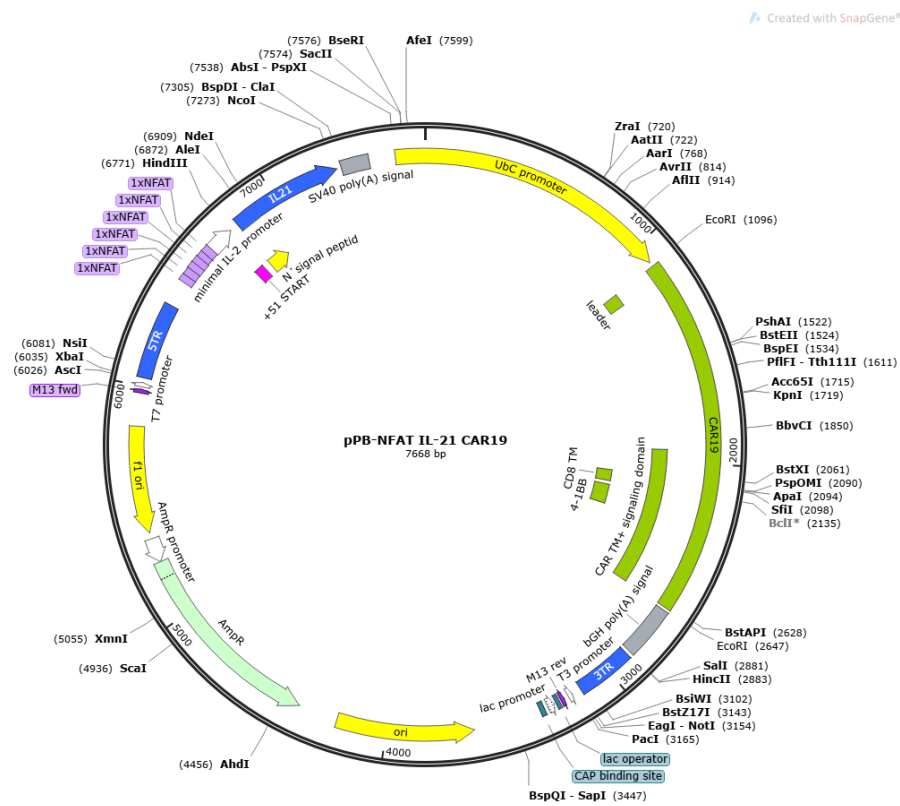 Created with SnapGene®
(7576) BseRI
(7574) SacII
(7538) AbsI - PspXI
(7305) BspDI - ClaI
(7273) NcoI
AfeI (7599)
(6909) NdeI
(6872) AleI
(6771) HindIII
1xNFAT
1xNFAT
1xNFAT
1xNFAT
1xNFAT
1xNFAT
ZraI (720)
AatII (722)
AarI (768)
AvrII (814)
AflII (914)
EcoRI (1096)
UbC promoter
1000
7000
IL21
SV40 poly(A) signal
minimal IL-2 promoter
N´signal peptid
+51 START
leader
PshAI (1522)
BstEII (1524)
BspEI (1534)
PflFI - Tth111I (1611)
Acc65I (1715)
KpnI (1719)
BbvCI (1850)
CAR19
2000
BstXI (2061)
PspOMI (2090)
ApaI (2094)
SfiI (2098)
BclI* (2135)
(6081) NsiI
(6035) XbaI
(6026) AscI
M13 fwd
6000
5TR
T7 promoter
f1 ori
pPB-NFAT IL-21 CAR19
7668 bp
CD8 TM
4-1BB
CAR TM+ signaling domain
AmpR promoter
AmpR
5000
(5055) XmnI
(4936) ScaI
(4456) AhdI
ori
4000
bGH poly(A) signal
3TR
T3 promoter
M13 rev
lac promoter
3000
BstAPI (2628)
EcoRI (2647)
SalI (2881)
HincII (2883)
BsiWI (3102)
BstZ17I (3143)
EagI - NotI (3154)
PacI (3165)
lac operator
CAP binding site
BspQI - SapI (3447)